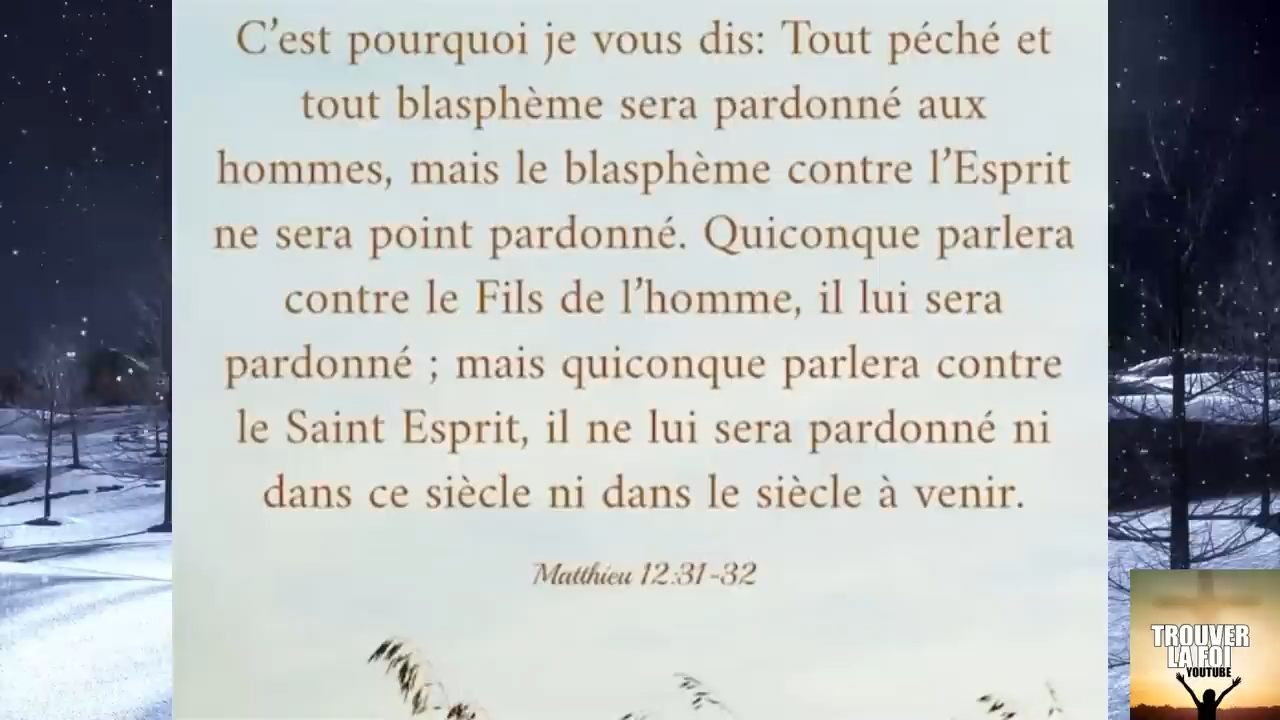 C’est pourquoi je vous dis: Tout péché et
tout blasphème sera pardonné aux
hommes, mais le blasphème contre l’Esprit
ne sera point pardonné. Quiconque parlera
contre le Fils de l’homme, il lui sera
pardonné ; mais quiconque parlera contre
le Saint Esprit, il ne lui sera pardonné ni
dans ce siècle ni dans le siècle à venir.
Matthieu 12:31-32
TROUVER
LA FOI
YOUTUBE